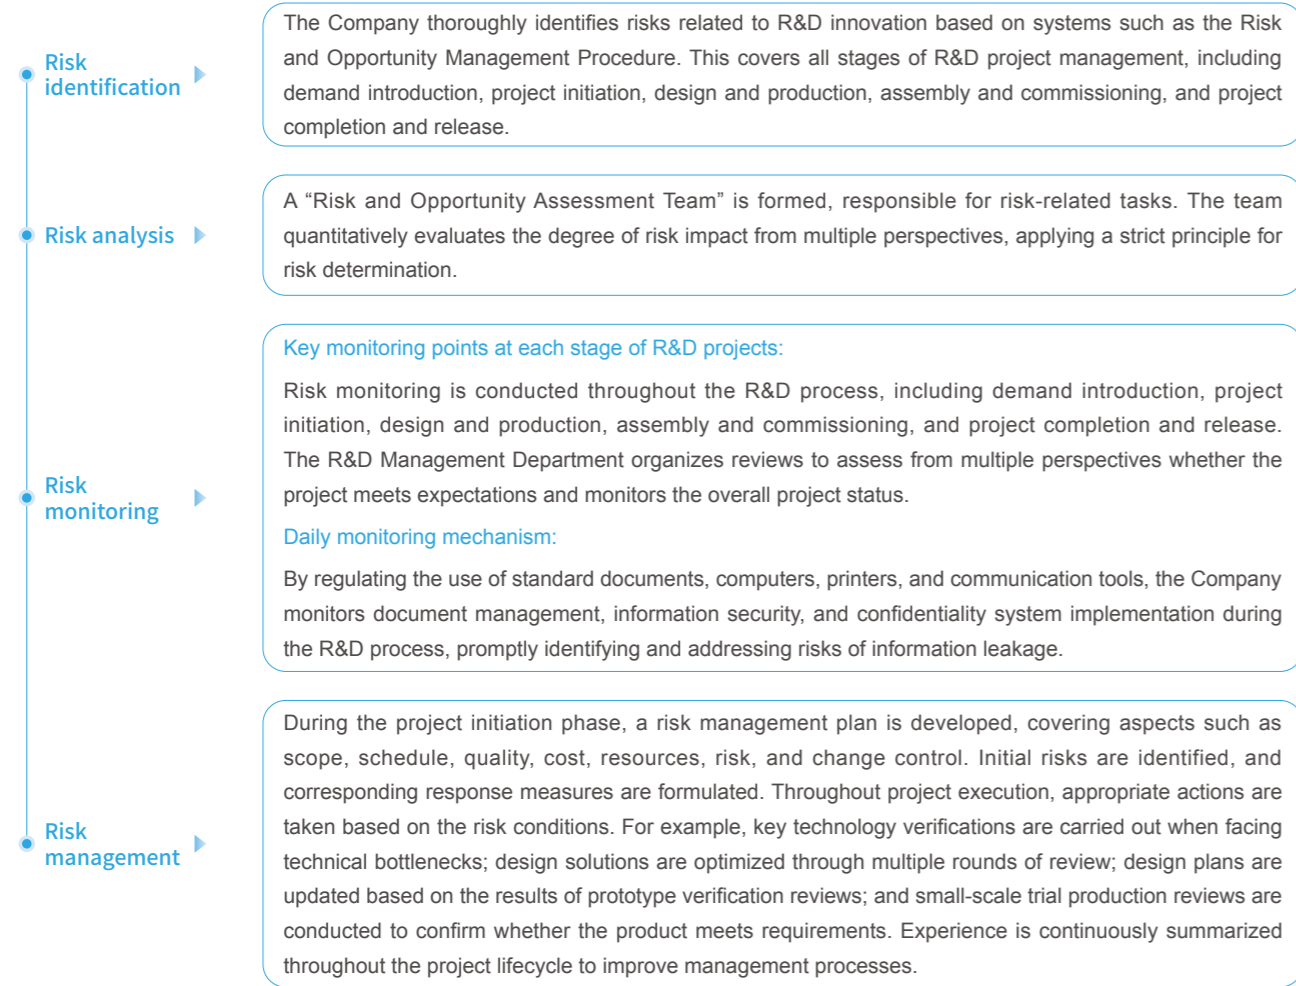 Risk
identification
The Company thoroughly identifies risks related to R&D innovation based on systems such as the Risk
and Opportunity Management Procedure. This covers all stages of R&D project management, including
demand introduction, project initiation, design and production, assembly and commissioning, and project
completion and release.
Risk analysis
A “Risk and Opportunity Assessment Team” is formed, responsible for risk-related tasks. The team
quantitatively evaluates the degree of risk impact from multiple perspectives, applying a strict principle for
risk determination.
Risk
monitoring
Key monitoring points at each stage of R&D projects:
Risk monitoring is conducted throughout the R&D process, including demand introduction, project
initiation, design and production, assembly and commissioning, and project completion and release.
The R&D Management Department organizes reviews to assess from multiple perspectives whether the
project meets expectations and monitors the overall project status.
Daily monitoring mechanism:
By regulating the use of standard documents, computers, printers, and communication tools, the Company
monitors document management, information security, and confidentiality system implementation during
the R&D process, promptly identifying and addressing risks of information leakage.
Risk
management
During the project initiation phase, a risk management plan is developed, covering aspects such as
scope, schedule, quality, cost, resources, risk, and change control. Initial risks are identified, and
corresponding response measures are formulated. Throughout project execution, appropriate actions are
taken based on the risk conditions. For example, key technology verifications are carried out when facing
technical bottlenecks; design solutions are optimized through multiple rounds of review; design plans are
updated based on the results of prototype verification reviews; and small-scale trial production reviews are
conducted to confirm whether the product meets requirements. Experience is continuously summarized
throughout the project lifecycle to improve management processes.